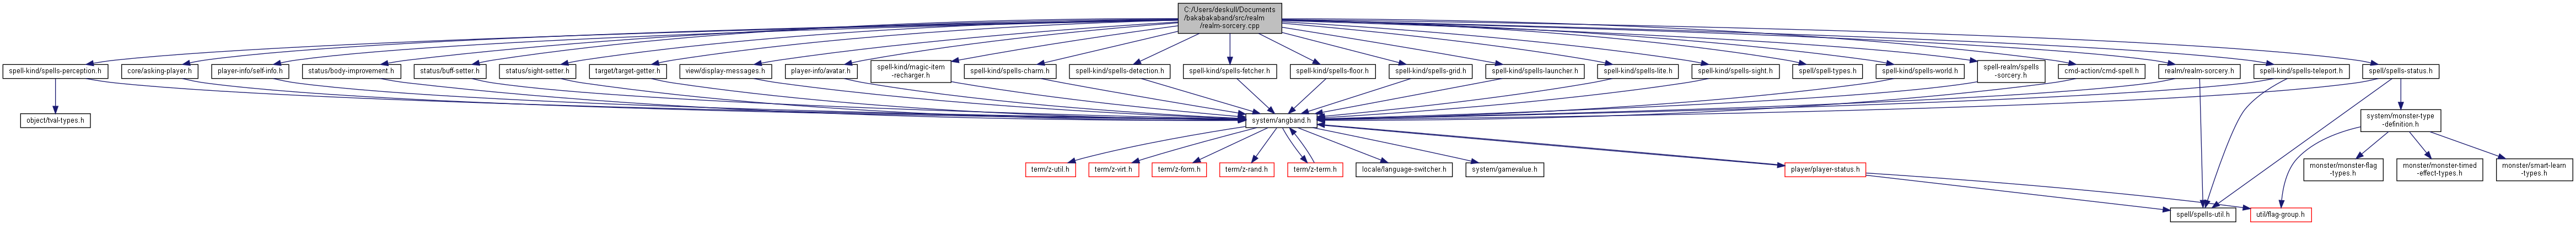 C:/Users/deskull/Documents
/bakabakaband/src/realm
/realm-sorcery.cpp
spell-kind/spells-perception.h
core/asking-player.h
player-info/self-info.h
status/body-improvement.h
status/buff-setter.h
status/sight-setter.h
target/target-getter.h
view/display-messages.h
player-info/avatar.h
spell-kind/magic-item
-recharger.h
spell-kind/spells-charm.h
spell-kind/spells-detection.h
spell-kind/spells-fetcher.h
spell-kind/spells-floor.h
spell-kind/spells-grid.h
spell-kind/spells-launcher.h
spell-kind/spells-lite.h
spell-kind/spells-sight.h
spell/spell-types.h
spell-kind/spells-world.h
spell-realm/spells
-sorcery.h
cmd-action/cmd-spell.h
realm/realm-sorcery.h
spell-kind/spells-teleport.h
spell/spells-status.h
object/tval-types.h
system/angband.h
system/monster-type
-definition.h
term/z-util.h
term/z-virt.h
term/z-form.h
term/z-rand.h
term/z-term.h
locale/language-switcher.h
system/gamevalue.h
player/player-status.h
monster/monster-flag
-types.h
monster/monster-timed
-effect-types.h
monster/smart-learn
-types.h
spell/spells-util.h
util/flag-group.h